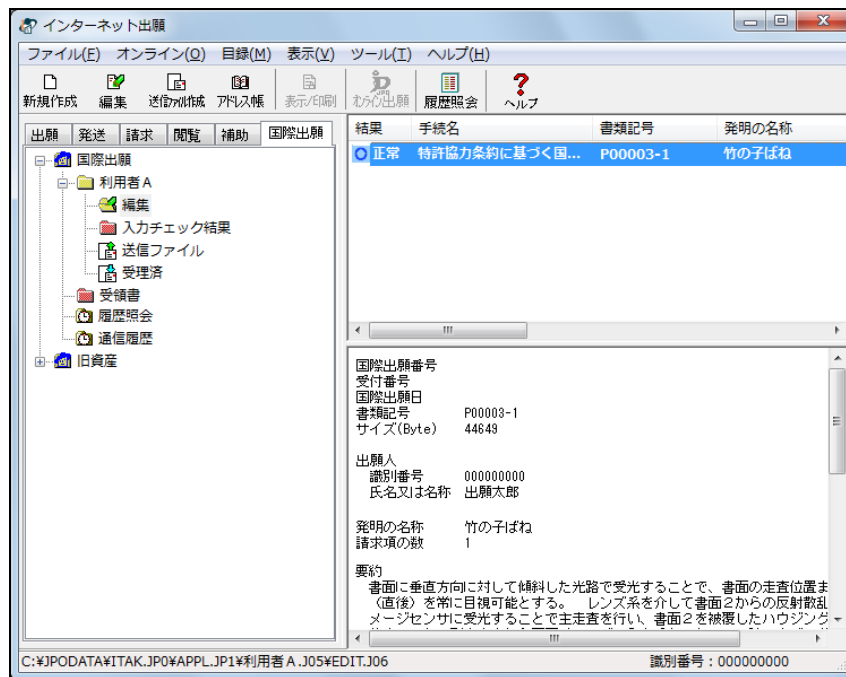 インターネット出願
ファイル(F) オンライン(O) 目録(M) 表示(V) ツール(T) ヘルプ(H)
新規作成 編集 送信ファイル作成 アドレス帳 表示/印刷 オンライン出願 履歴照会 ヘルプ
出願 発送 請求 閲覧 補助 国際出願
国際出願
利用者A
編集
入力チェック結果
送信ファイル
受理済
受領書
履歴照会
通信履歴
旧資産
結果 手続名 書類記号 発明の名称
正常 特許協力条約に基づく国... P00003-1 竹の子ばね
国際出願番号
受付番号
国際出願日
書類記号 P00003-1
サイズ(Byte) 44649
出願人
識別番号 000000000
氏名又は名称 出願太郎
発明の名称 竹の子ばね
請求項の数 1
要約
書面に垂直方向に対して傾斜した光路で受光することで、書面の走査位置ま
(直後)を常に目視可能とする。 レンズ系を介して書面2からの反射散乱
メージセンサに受光することで主走査を行い、書面2を被覆したハウジング
C:¥JPODATA¥ITAK.JP0¥APPL.JP1¥利用者A.J05¥EDIT.J06 識別番号:000000000